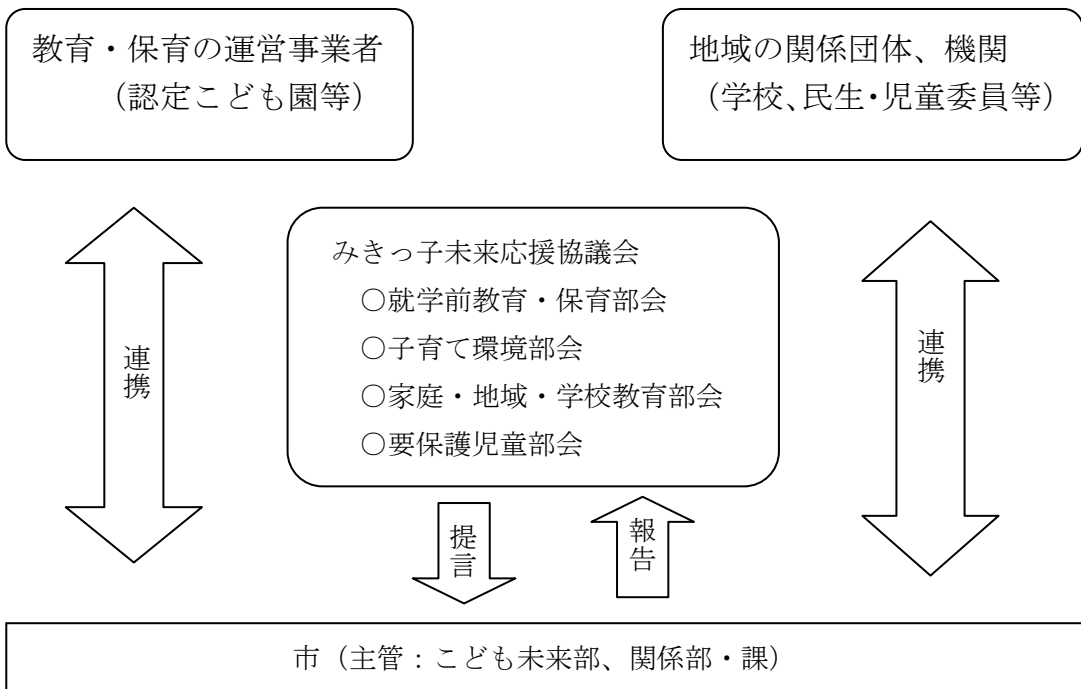 教育・保育の運営事業者
（認定こども園等）
地域の関係団体、機関
（学校、民生・児童委員等）
みきっ子未来応援協議会
○就学前教育・保育部会
○子育て環境部会
○家庭・地域・学校教育部会
○要保護児童部会
連携
連携
提言
報告
市（主管：こども未来部、関係部・課）